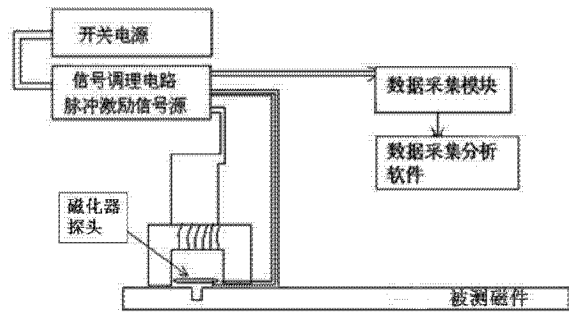 开关电源
信号调理电路
脉冲激励信号源
数据采集模块
数据采集分析
软件
磁化器
探头
被测磁件